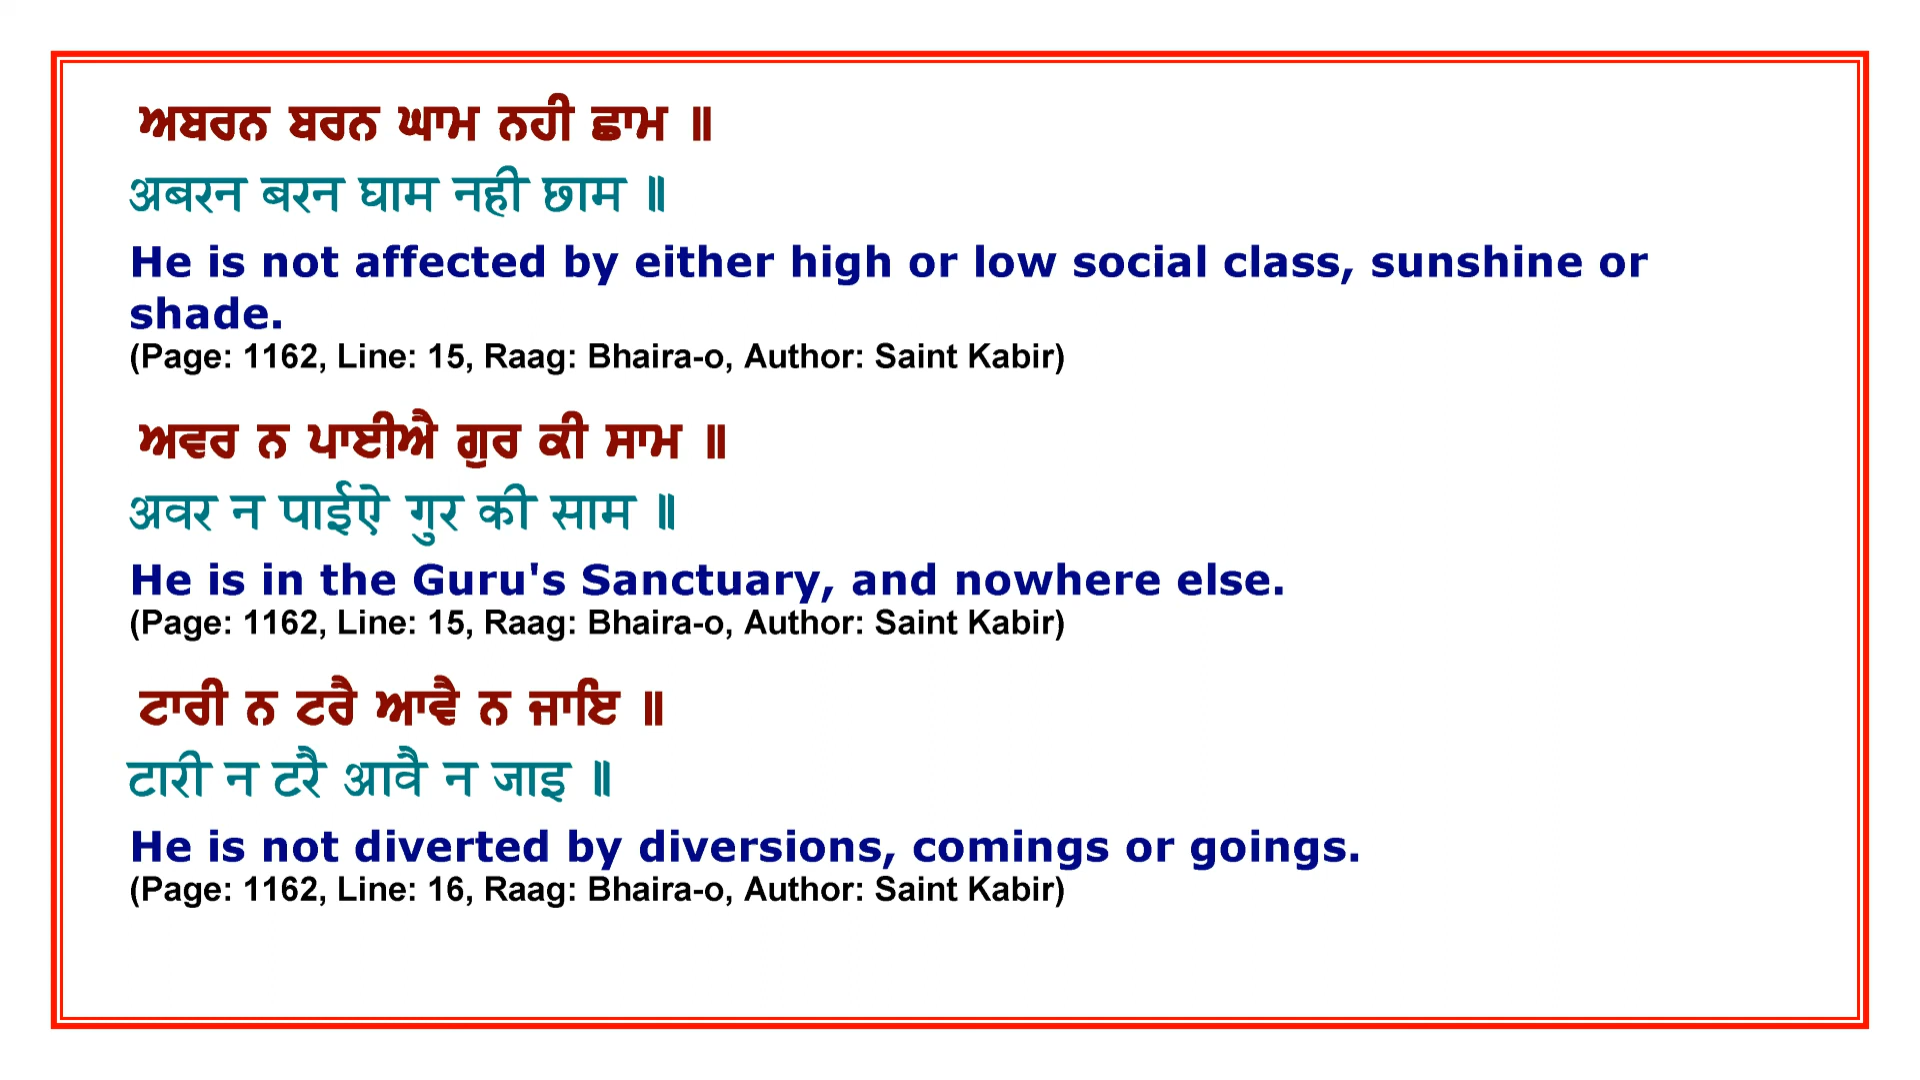 ਅਬਰਨ ਬਰਨ ਘਾਮ ਨਹੀ ਛਾਮ ॥
अबरन बरन घाम नही छाम ॥
He is not affected by either high or low social class, sunshine or
shade.
(Page: 1162, Line: 15, Raag: Bhaira-o, Author: Saint Kabir)
ਅਵਰ ਨ ਪਾਈਐ ਗੁਰ ਕੀ ਸਾਮ ॥
अवर न पाईऐ गुर की साम ॥
He is in the Guru's Sanctuary, and nowhere else.
(Page: 1162, Line: 15, Raag: Bhaira-o, Author: Saint Kabir)
ਟਾਰੀ ਨ ਟਰੈ ਆਵੈ ਨ ਜਾਇ ॥
टारी न टरै आवै न जाइ ॥
He is not diverted by diversions, comings or goings.
(Page: 1162, Line: 16, Raag: Bhaira-o, Author: Saint Kabir)